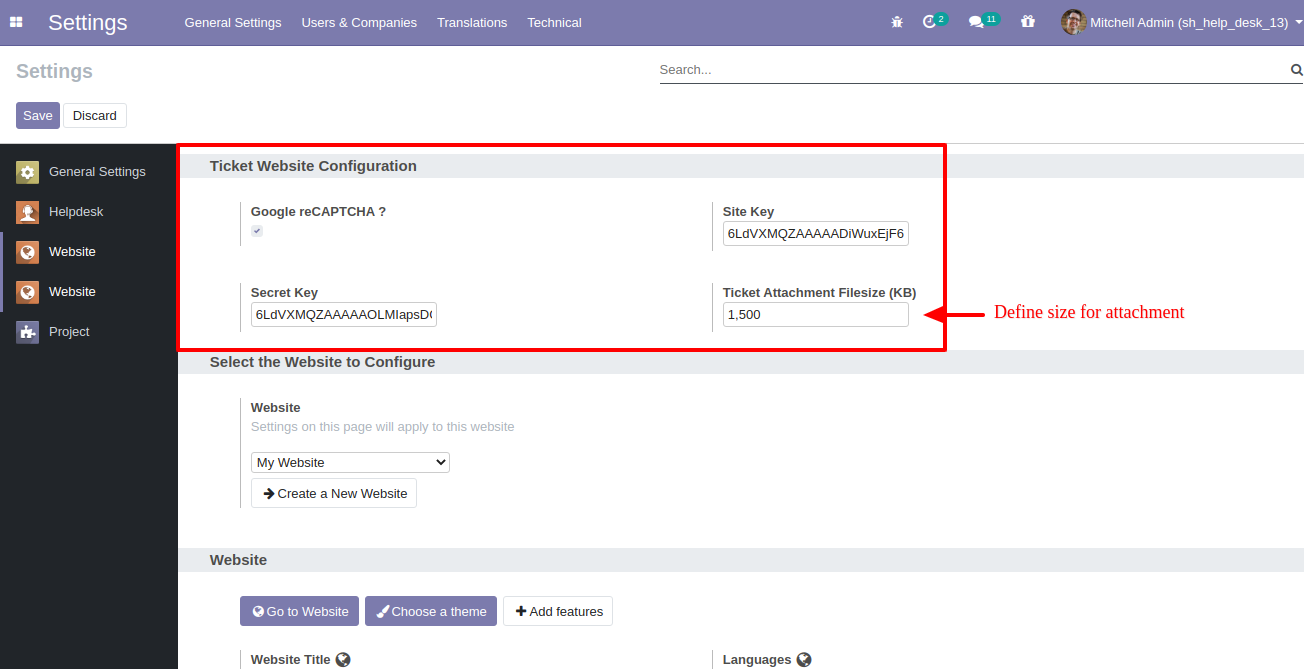 Settings General Settings Users & Companies Translations Technical 2 11 Mitchell Admin (sh_help_desk_13)
Settings Search...
Save Discard
General Settings
Helpdesk
Website
Website
Project
Ticket Website Configuration
Google reCAPTCHA ? Site Key
6LdVXMQZAAAAADiWuxEjF6
Secret Key Ticket Attachment Filesize (KB)
6LdVXMQZAAAAAOLMIapsD 1,500 Define size for attachment
Select the Website to Configure
Website
Settings on this page will apply to this website
My Website
Create a New Website
Website
Go to Website Choose a theme Add features
Website Title Languages